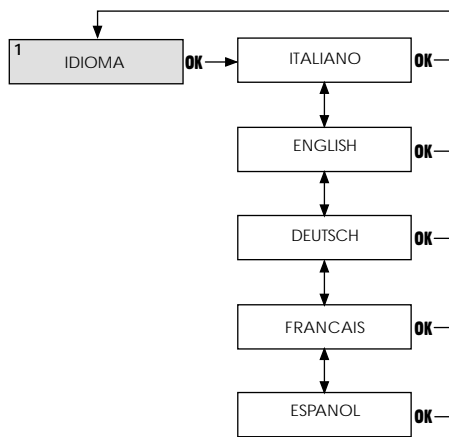 1
IDIOMA OK ITALIANO OK
ENGLISH OK
DEUTSCH OK
FRANCAIS OK
ESPANOL OK